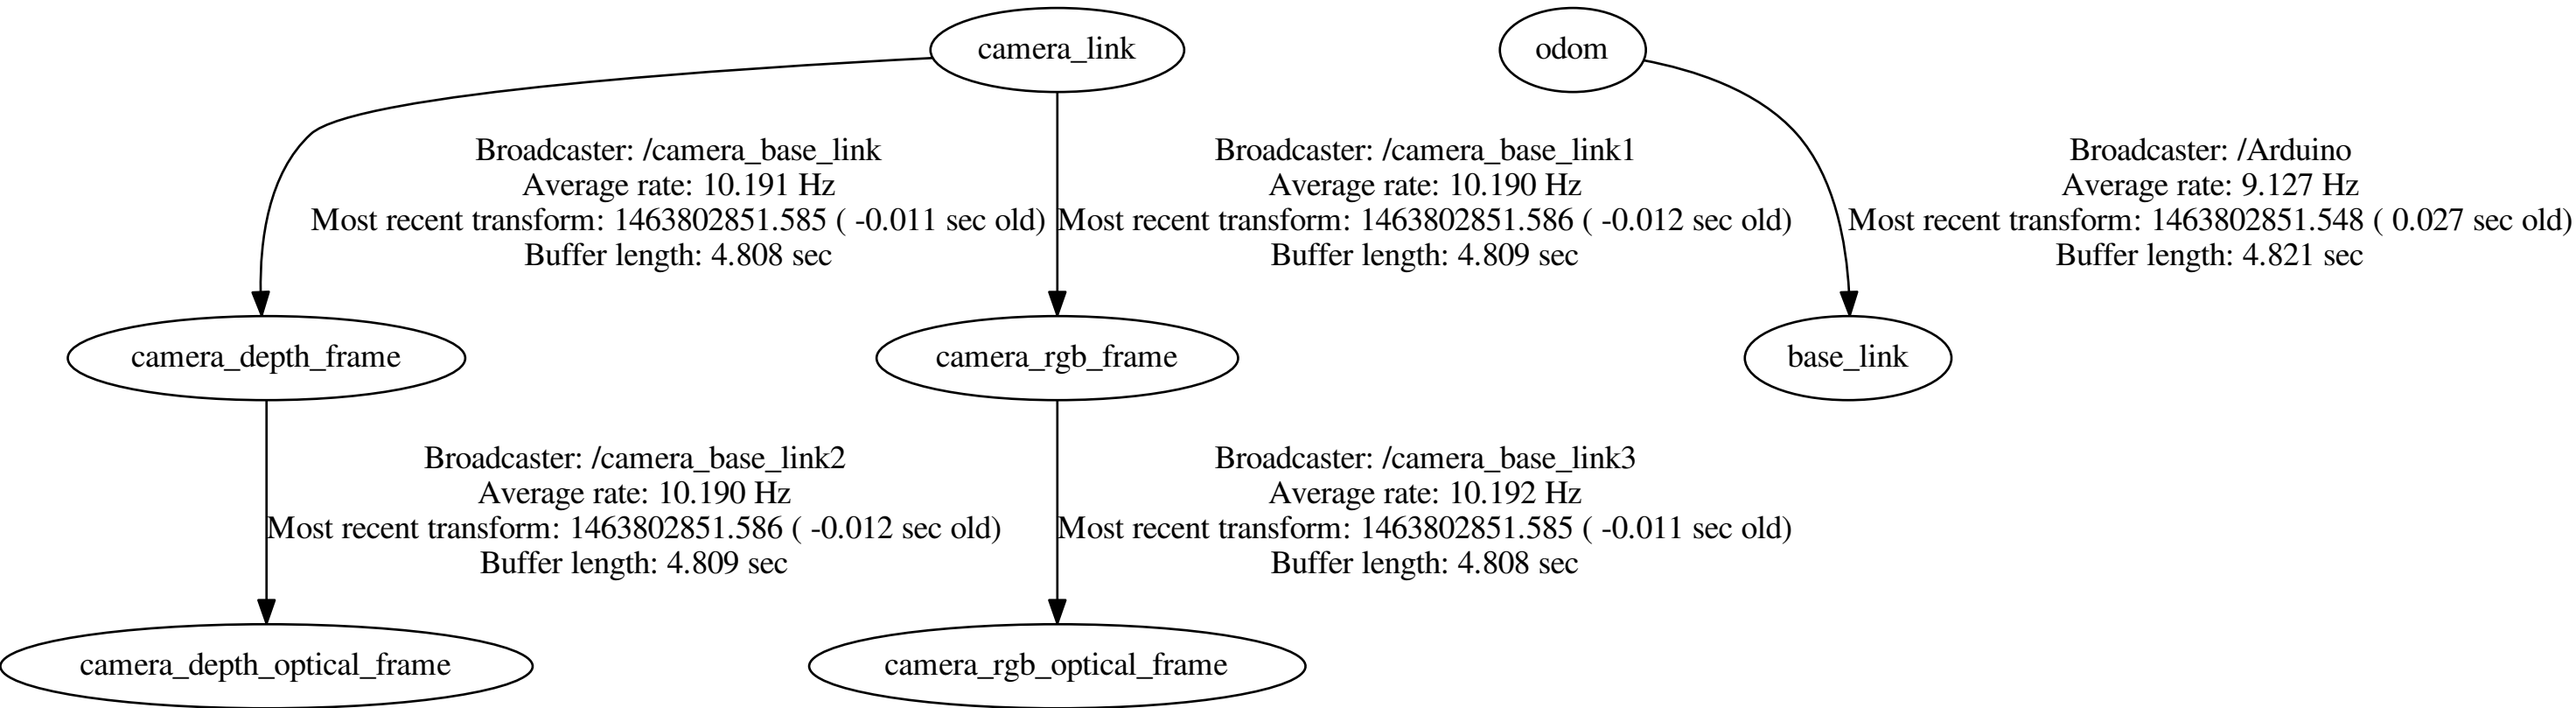 camera_link
odom
Broadcaster: /camera_base_link
Average rate: 10.191 Hz
Most recent transform: 1463802851.585 ( -0.011 sec old)
Buffer length: 4.808 sec
Broadcaster: /camera_base_link1
Average rate: 10.190 Hz
Most recent transform: 1463802851.586 ( -0.012 sec old)
Buffer length: 4.809 sec
Broadcaster: /Arduino
Average rate: 9.127 Hz
Most recent transform: 1463802851.548 ( 0.027 sec old)
Buffer length: 4.821 sec
camera_depth_frame
camera_rgb_frame
base_link
Broadcaster: /camera_base_link2
Average rate: 10.190 Hz
Most recent transform: 1463802851.586 ( -0.012 sec old)
Buffer length: 4.809 sec
Broadcaster: /camera_base_link3
Average rate: 10.192 Hz
Most recent transform: 1463802851.585 ( -0.011 sec old)
Buffer length: 4.808 sec
camera_depth_optical_frame
camera_rgb_optical_frame